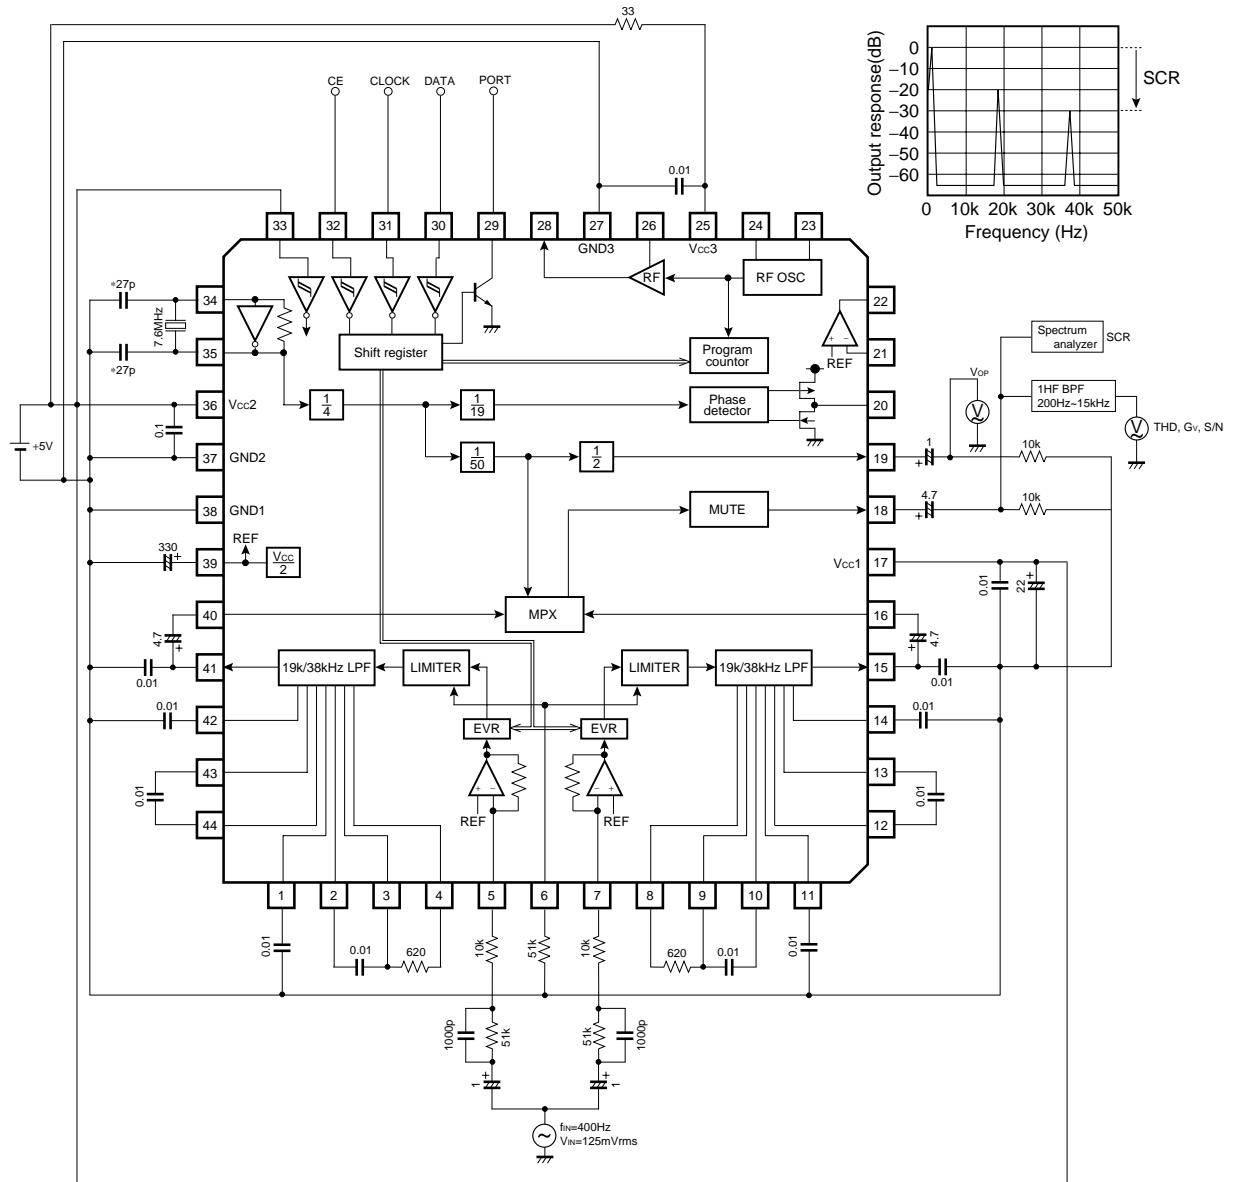 33
Output response(dB)
0
–10
–20
–30
–40
–50
–60
SCR
0 10k 20k 30k 40k 50k
Frequency (Hz)
CE CLOCK DATA PORT
0.01
33 32 31 30 29 28 27 26 25 24 23
GND3 Vcc3
RF RF OSC
*27p
7.6MHz
*27p
34
35
Shift register
Program
countor
22
21
REF
Spectrum
analyzer
SCR
1HF BPF
200Hz~15kHz
THD, GV, S/N
VOP
V
V
36 Vcc2
1/4
1/19
Phase
detector
20
+5V
0.1
37 GND2
1/50
1/2
19
1
+
10k
38 GND1
MUTE
18
4.7
+
10k
330
+
39
REF
VCC/2
Vcc1 17
0.01
22
+
40
MPX
16
4.7
+
4.7
+
0.01
41
19k/38kHz LPF
LIMITER
LIMITER
19k/38kHz LPF
15
0.01
0.01
42
EVR
EVR
14
0.01
43
0.01
44
+ –
REF
– +
REF
13
0.01
12
1 2 3 4 5 6 7 8 9 10 11
0.01
0.01
620
10k
51k
10k
620
0.01
0.01
1000p
51k
51k
1000p
1
+
+
1
fIN=400Hz
VIN=125mVrms